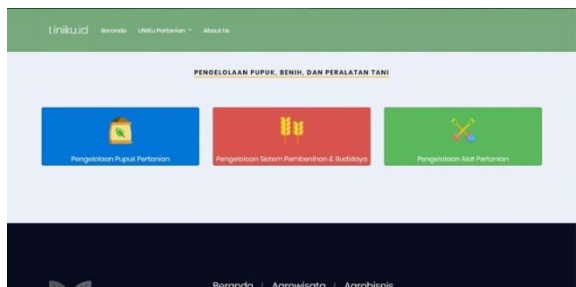 Liniku.id Beranda LINiKu Pertanian About Us
PENGELOLAAN PUPUK, BENIH, DAN PERALATAN TANI
Pengelolaan Pupuk Pertanian
Pengelolaan Sistem Pembenihan & Budidaya
Pengelolaan Alat Pertanian
Beranda / Agrowisata / Agrobisnis